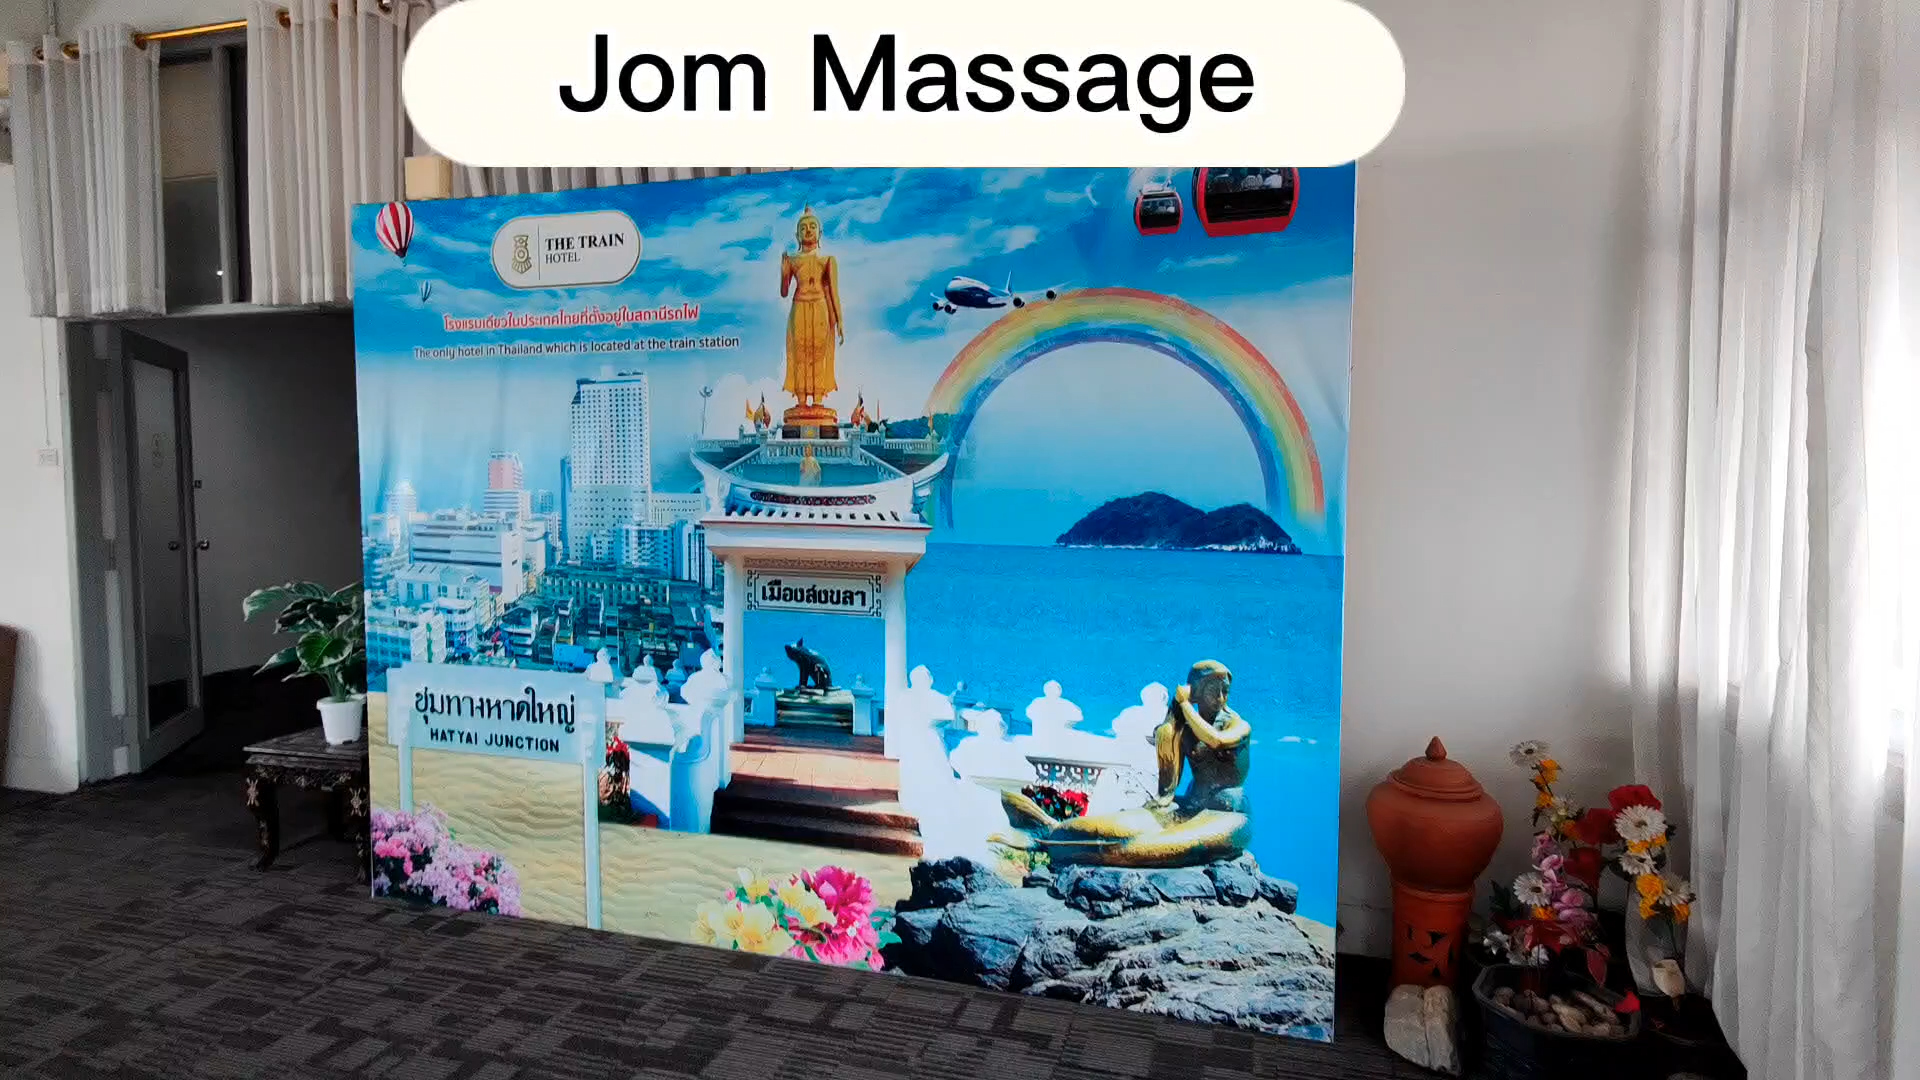 Jom Massage
THE TRAIN
HOTEL
โรงแรมเดียวในประเทศไทยที่ตั้งอยู่ในสถานีรถไฟ
The only hotel in Thailand which is located at the train station
เมืองสงขลา
ชุมทางหาดใหญ่
HATYAI JUNCTION